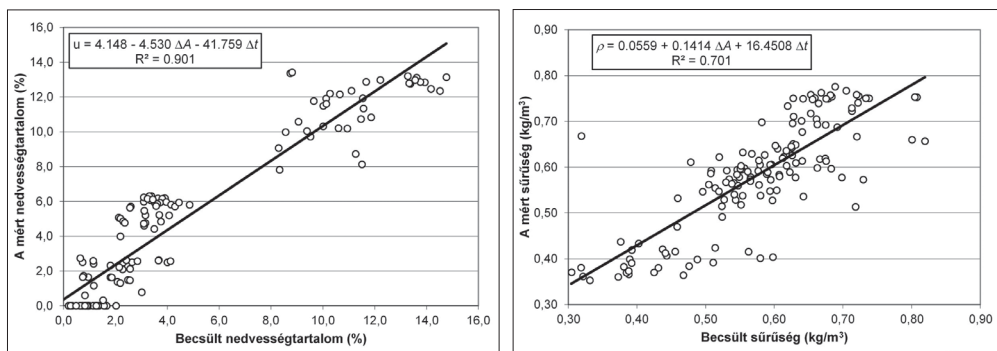 16,0
14,0
12,0
10,0
8,0
6,0
4,0
2,0
0,0
A mért nedvességtartalom (%)
u = 4.148 - 4.530 ΔA - 41.759 Δt
R² = 0.901
0,0 2,0 4,0 6,0 8,0 10,0 12,0 14,0 16,0
Becsült nedvességtartalom (%)
0,90
0,80
0,70
0,60
0,50
0,40
0,30
A mért sűrűség (kg/m³)
ρ = 0.0559 + 0.1414 ΔA + 16.4508 Δt
R² = 0.701
0,30 0,40 0,50 0,60 0,70 0,80 0,90
Becsült sűrűség (kg/m³)